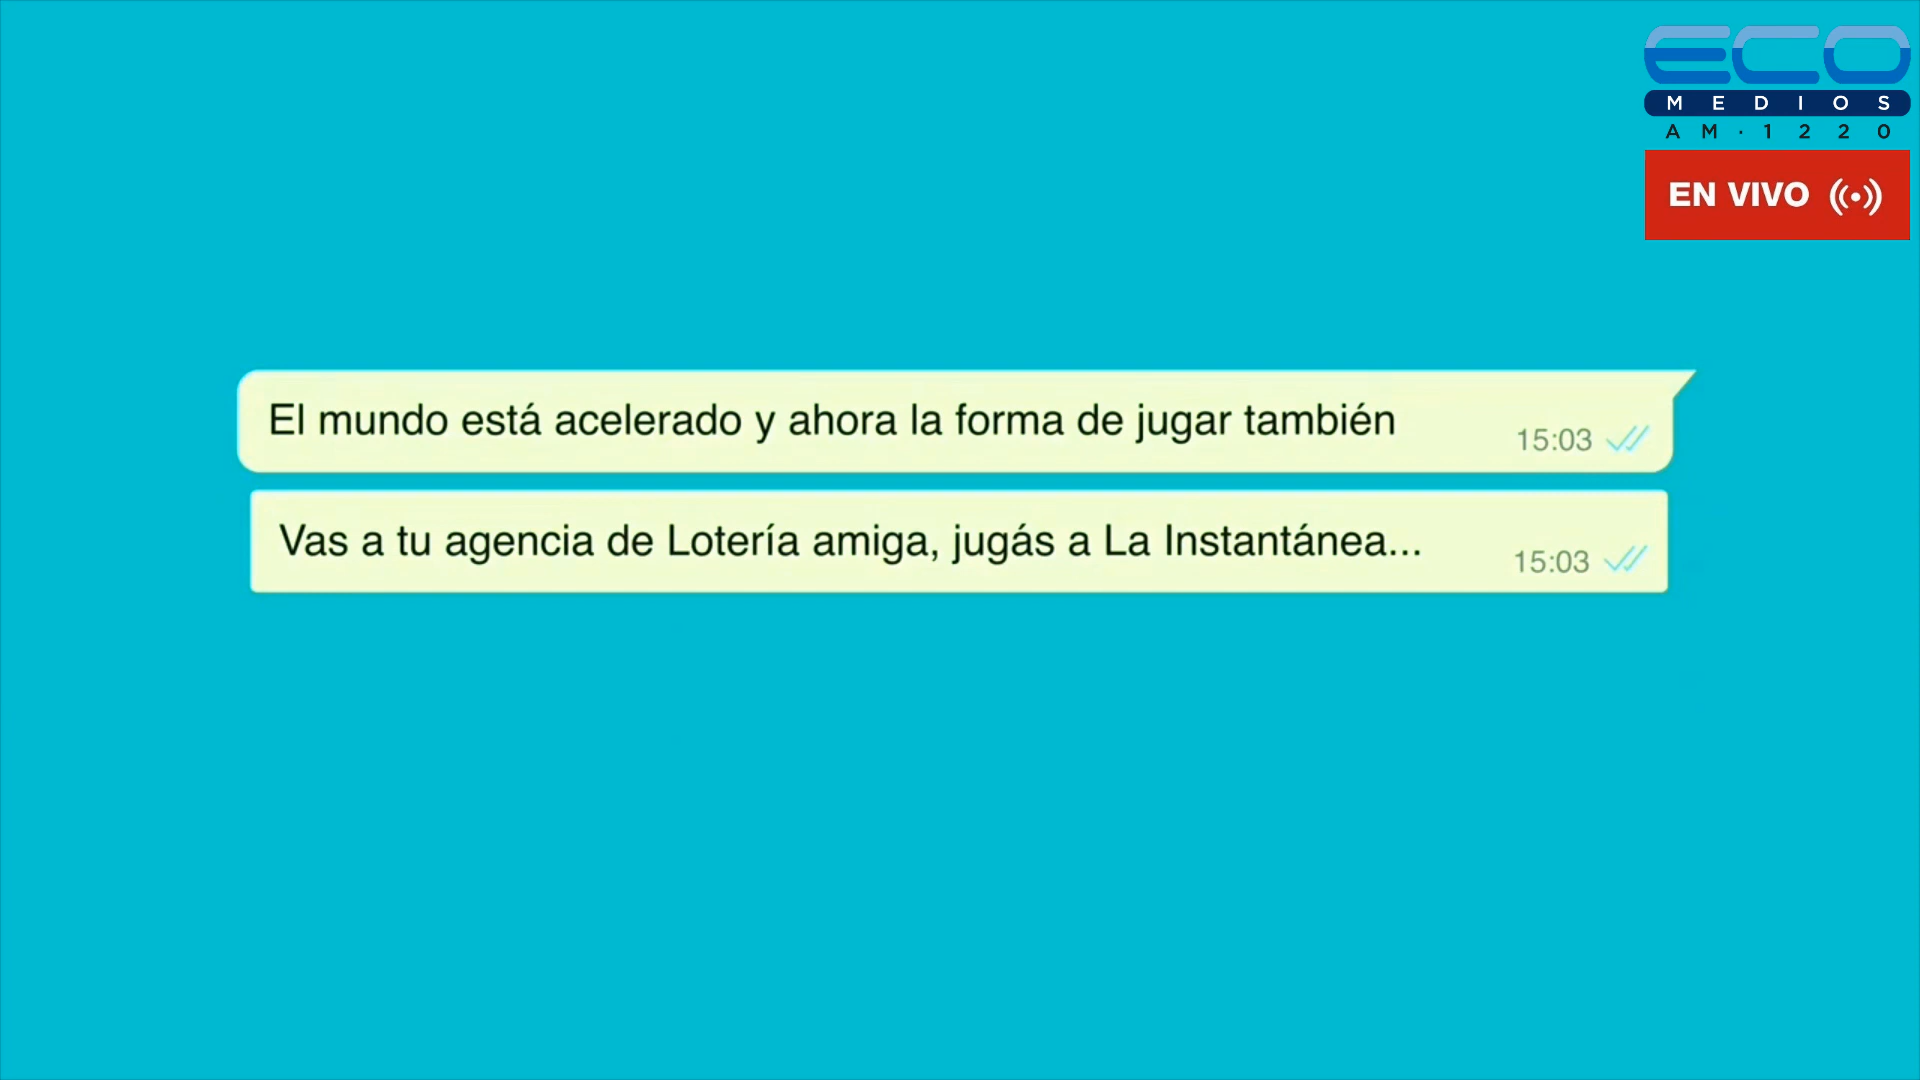 eco
MEDIOS
AM·1220
EN VIVO
El mundo está acelerado y ahora la forma de jugar también
15:03
Vas a tu agencia de Lotería amiga, jugás a La Instantánea...
15:03